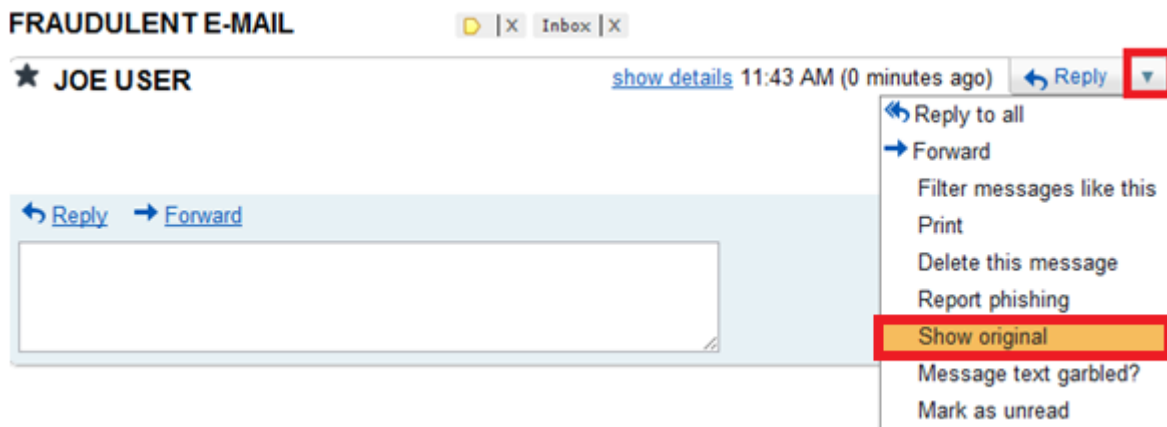 FRAUDULENT E-MAIL | X Inbox | X
JOE USER show details 11:43 AM (0 minutes ago) Reply
Reply to all
Forward
Filter messages like this
Print
Delete this message
Report phishing
Show original
Message text garbled?
Mark as unread
Reply Forward